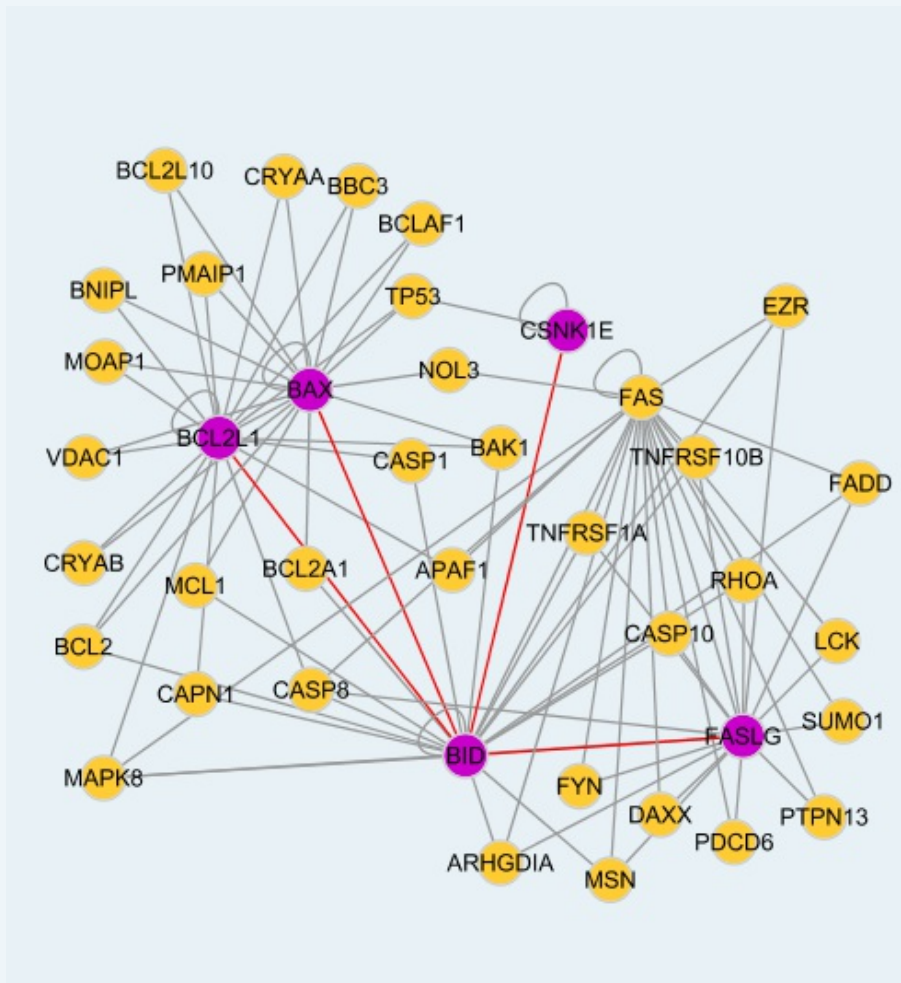 BCL2L10
CRYAA
BBC3
BCLAF1
PMAIP1
BNIPL
TP53
EZR
CSNK1E
MOAP1
NOL3
BAX
FAS
BCL2L1
VDAC1
CASP1
BAK1
TNFRSF10B
FADD
TNFRSF1A
CRYAB
MCL1
BCL2A1
APAF1
RHOA
BCL2
CASP10
LCK
CAPN1
CASP8
SUMO1
FASLG
BID
MAPK8
FYN
DAXX
PTPN13
PDCD6
ARHGDIA
MSN